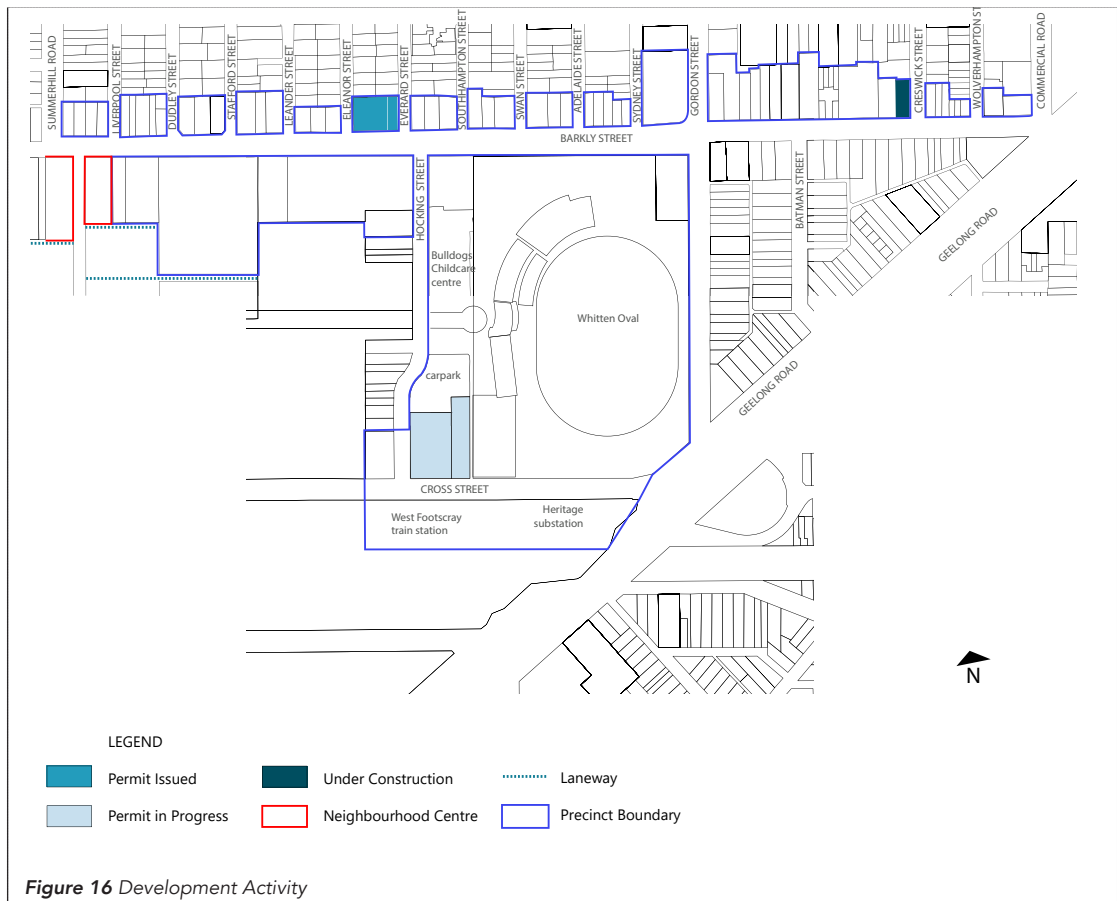 SUMMERHILL ROAD
LIVERPOOL STREET
DUDLEY STREET
STAFFORD STREET
LEANDER STREET
ELEANOR STREET
EVERARD STREET
SOUTHHAMPTON STREET
SWAN STREET
ADELAIDE STREET
SYDNEY STREET
GORDON STREET
CRESWICK STREET
WOLVERHAMPTON ST
COMMERCIAL ROAD
BARKLY STREET
HOCKING STREET
BATMAN STREET
GEELONG ROAD
Bulldogs
Childcare
centre
Whitten Oval
carpark
GEELONG ROAD
CROSS STREET
West Footscray
train station
Heritage
substation
N
LEGEND
Permit Issued
Under Construction
Laneway
Permit in Progress
Neighbourhood Centre
Precinct Boundary
Figure 16 Development Activity